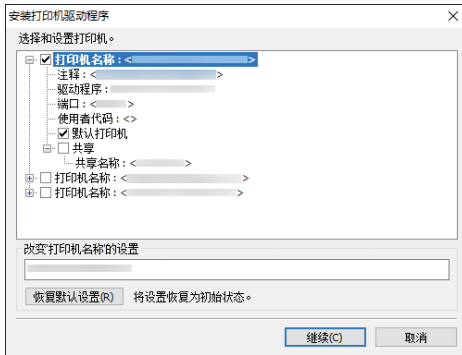 安装打印机驱动程序
选择和设置打印机。
打印机名称：< >
注释：< >
驱动程序：
端口：< >
使用者代码：<>
默认打印机
共享
共享名称：< >
打印机名称：< >
打印机名称：< >
改变'打印机名称'的设置
恢复默认设置(R) 将设置恢复为初始状态。
继续(C) 取消